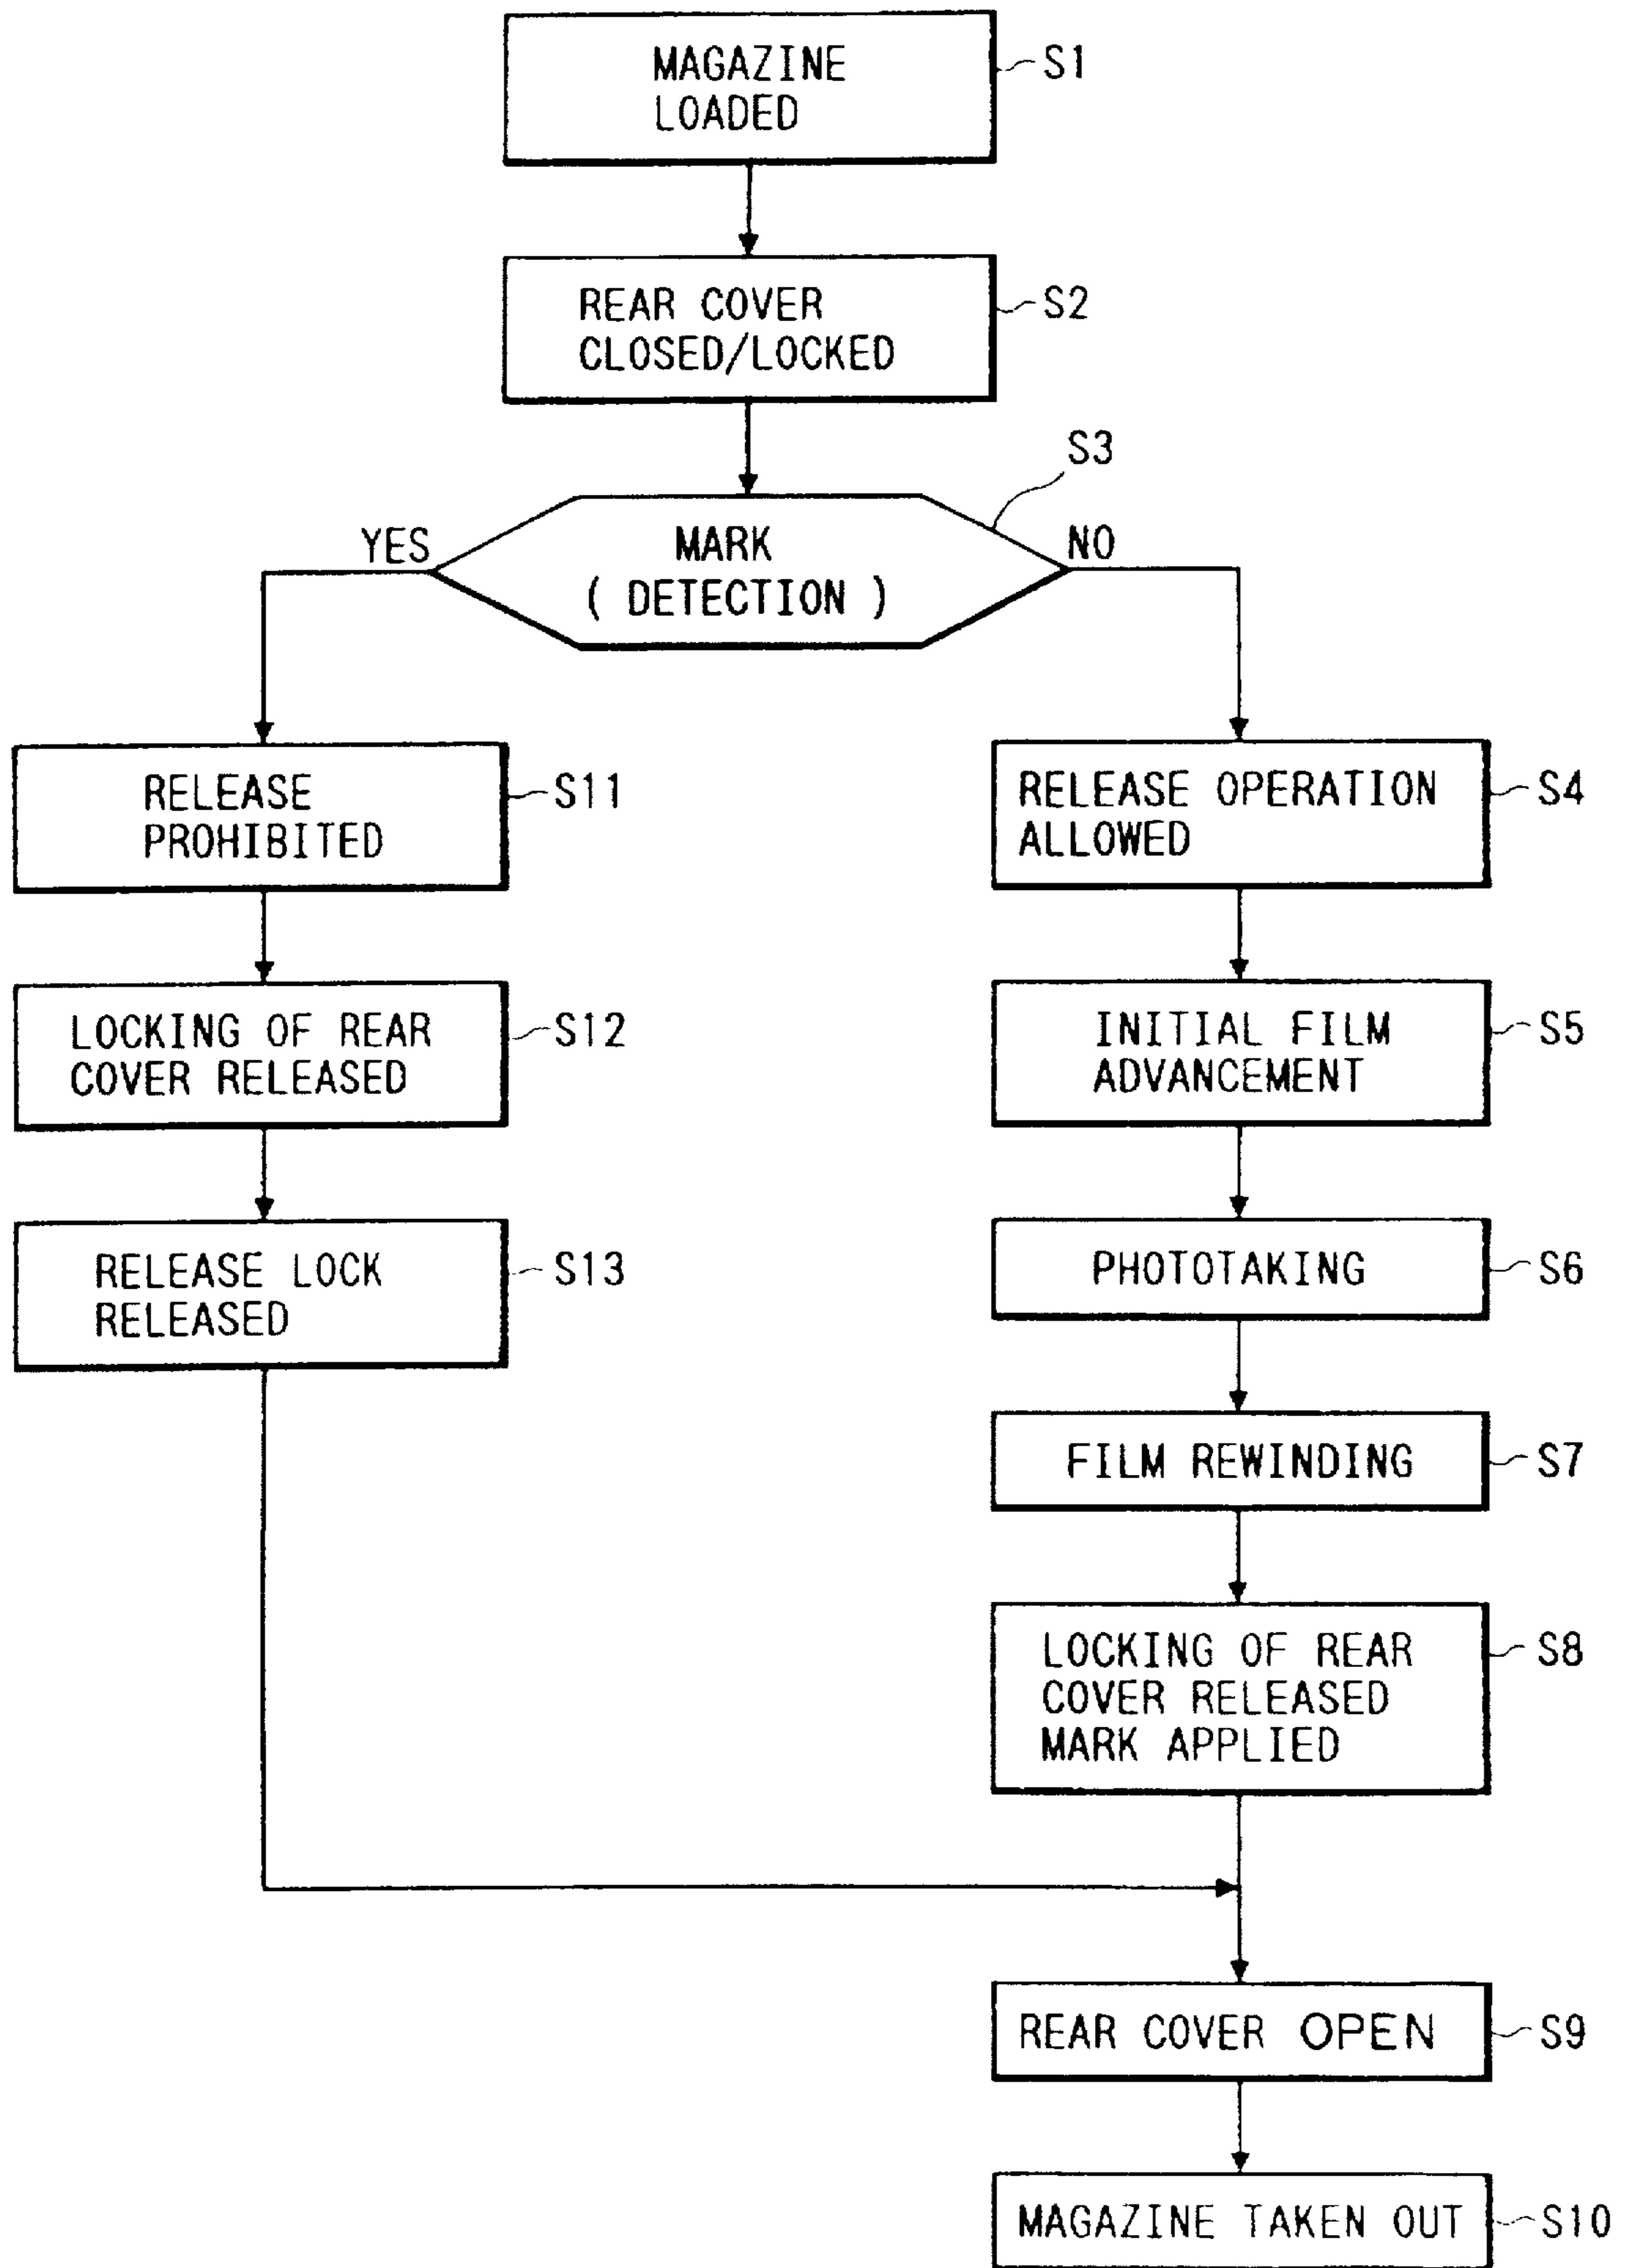 MAGAZINE
LOADED
S1
REAR COVER
CLOSED/LOCKED
S2
S3
YES
MARK
( DETECTION )
NO
RELEASE
PROHIBITED
S11
RELEASE OPERATION
ALLOWED
S4
LOCKING OF REAR
COVER RELEASED
S12
INITIAL FILM
ADVANCEMENT
S5
RELEASE LOCK
RELEASED
S13
PHOTOTAKING
S6
FILM REWINDING
S7
LOCKING OF REAR
COVER RELEASED
MARK APPLIED
S8
REAR COVER OPEN
S9
MAGAZINE TAKEN OUT
S10